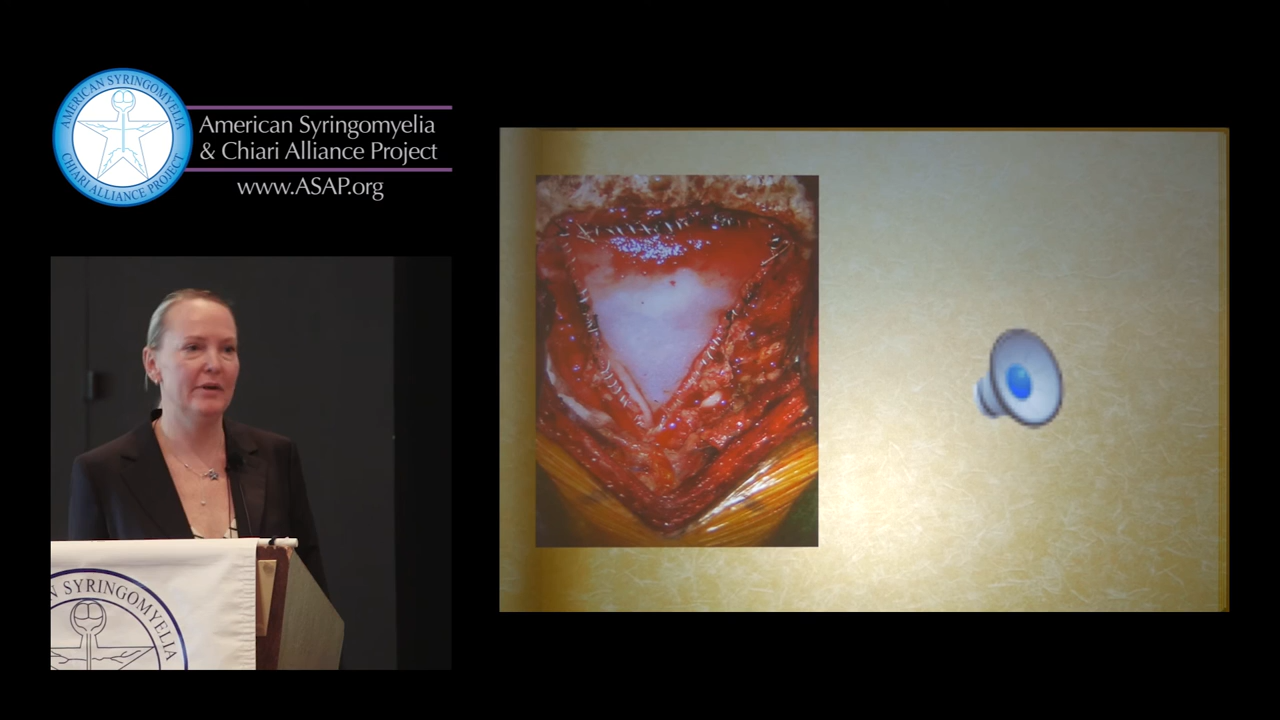 AMERICAN SYRINGOMYELIA
CHIARI ALLIANCE PROJECT
American Syringomyelia
& Chiari Alliance Project
www.ASAP.org
N SYRINGOMYELIA